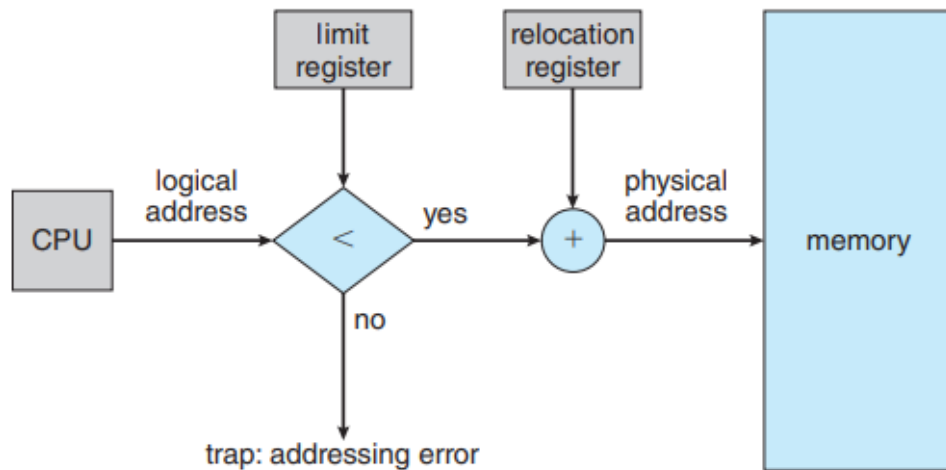 limit
register
relocation
register
logical
address
physical
address
CPU
<
yes
+
memory
no
trap: addressing error